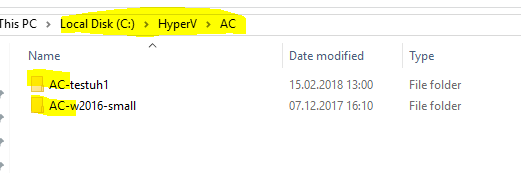 This PC > Local Disk (C:) > HyperV > AC
Name Date modified Type
AC-testuh1 15.02.2018 13:00 File folder
AC-w2016-small 07.12.2017 16:10 File folder